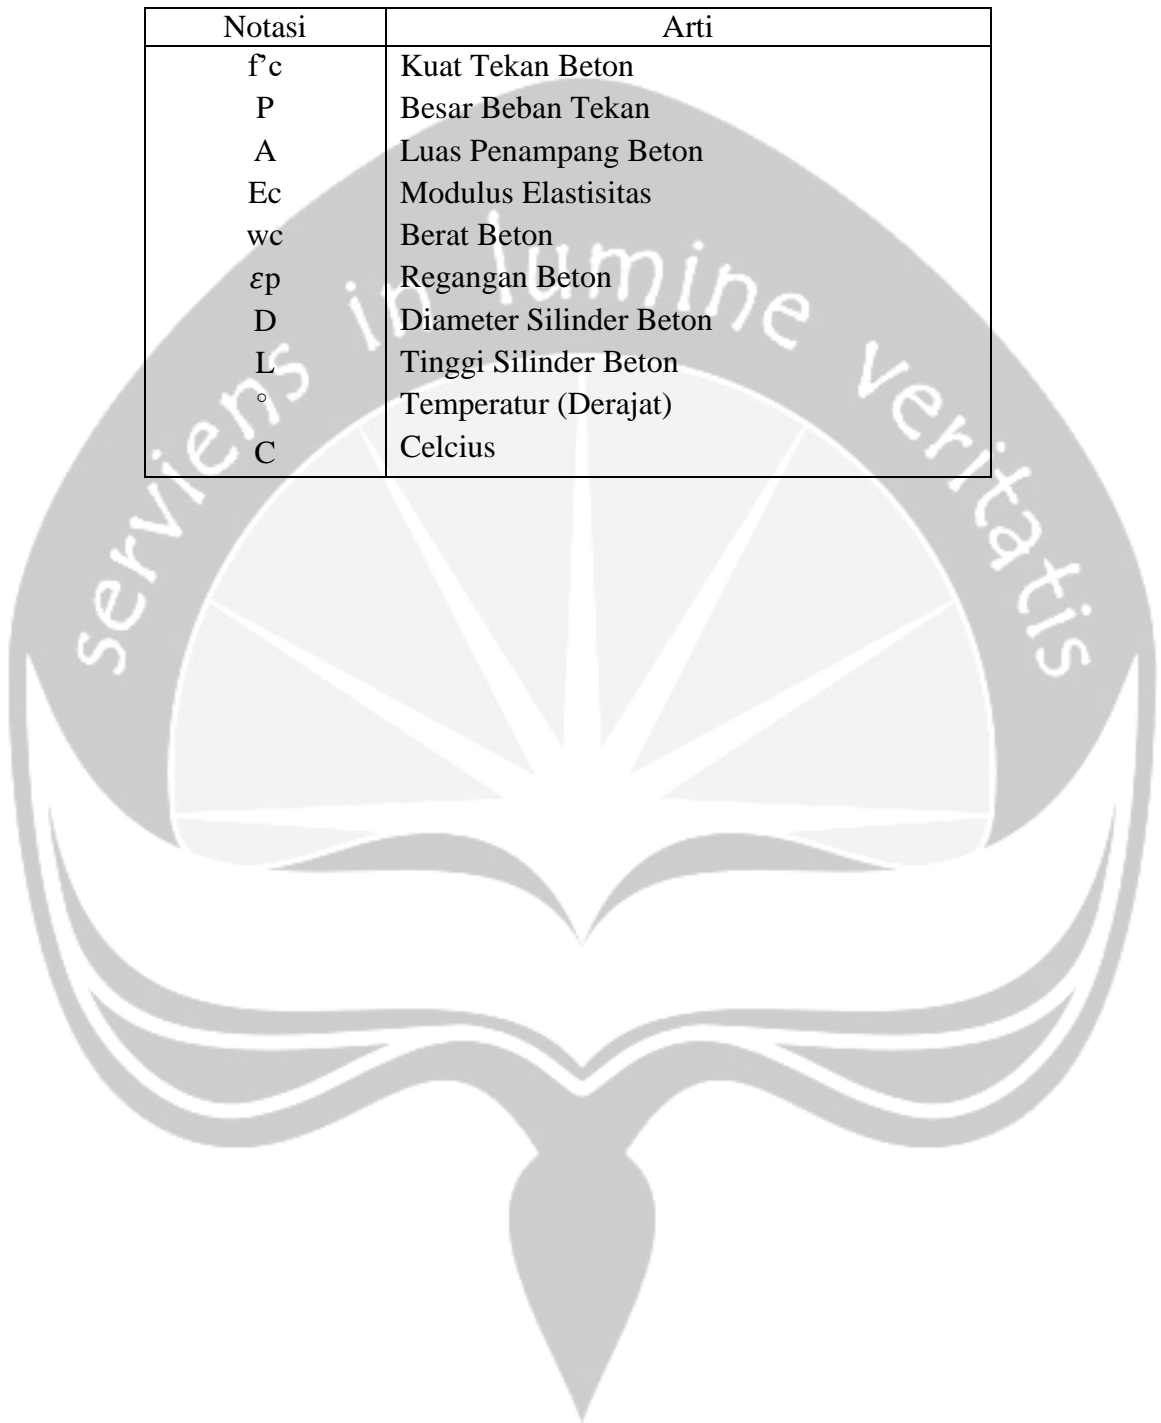 Notasi Arti
f'c Kuat Tekan Beton
P Besar Beban Tekan
A Luas Penampang Beton
Ec Modulus Elastisitas
wc Berat Beton
εp Regangan Beton
D Diameter Silinder Beton
L Tinggi Silinder Beton
° Temperatur (Derajat)
C Celcius
serviens in lumine veritatis